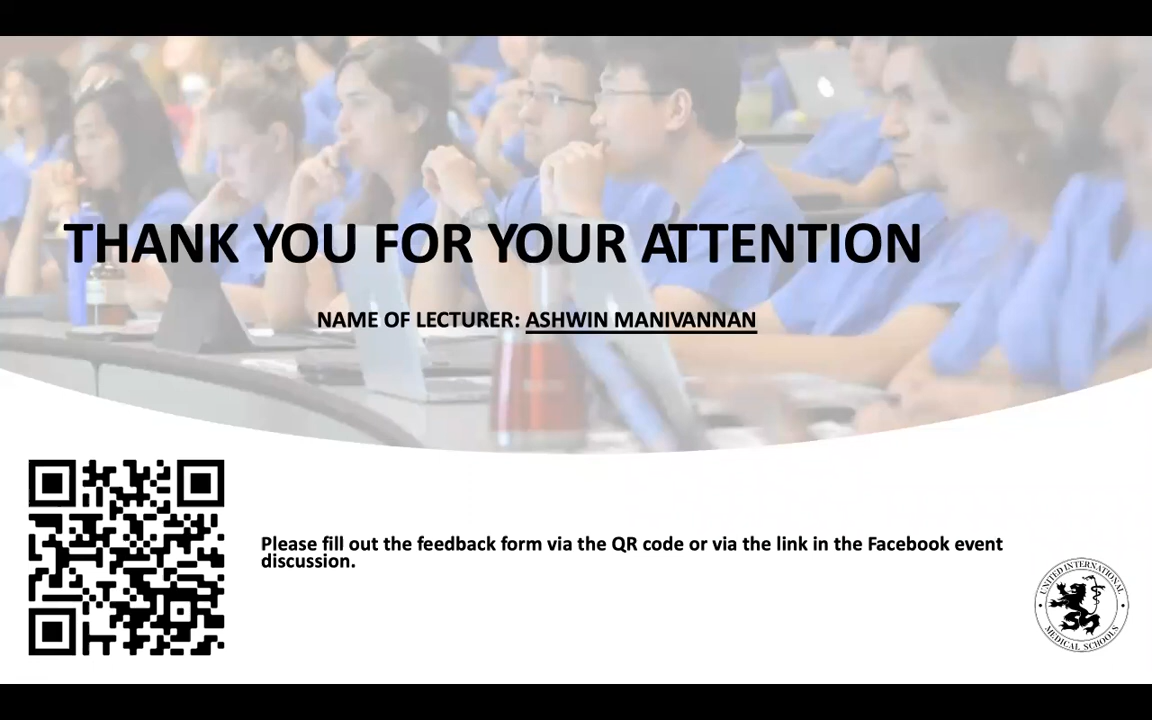 THANK YOU FOR YOUR ATTENTION
NAME OF LECTURER: ASHWIN MANIVANNAN
Please fill out the feedback form via the QR code or via the link in the Facebook event
discussion.
UNITED INTERNATIONAL
MEDICAL SCHOOLS